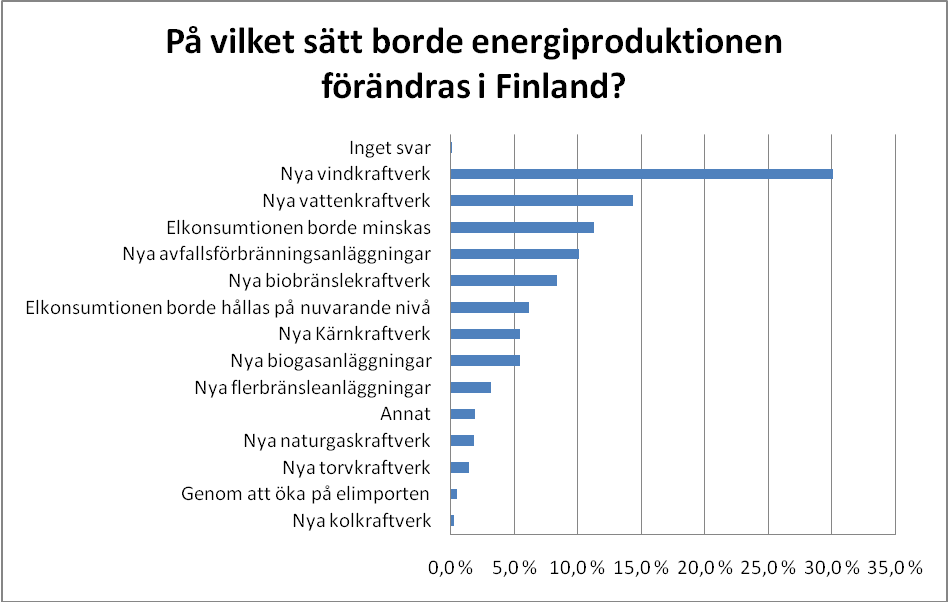 På vilket sätt borde energiproduktionen
förändras i Finland?
Inget svar
Nya vindkraftverk
Nya vattenkraftverk
Elkonsumtionen borde minskas
Nya avfallsförbränningsanläggningar
Nya biobränslekraftverk
Elkonsumtionen borde hållas på nuvarande nivå
Nya Kärnkraftverk
Nya biogasanläggningar
Nya flerbränsleanläggningar
Annat
Nya naturgaskraftverk
Nya torvkraftverk
Genom att öka på elimporten
Nya kolkraftverk
0,0 % 5,0 % 10,0 % 15,0 % 20,0 % 25,0 % 30,0 % 35,0 %